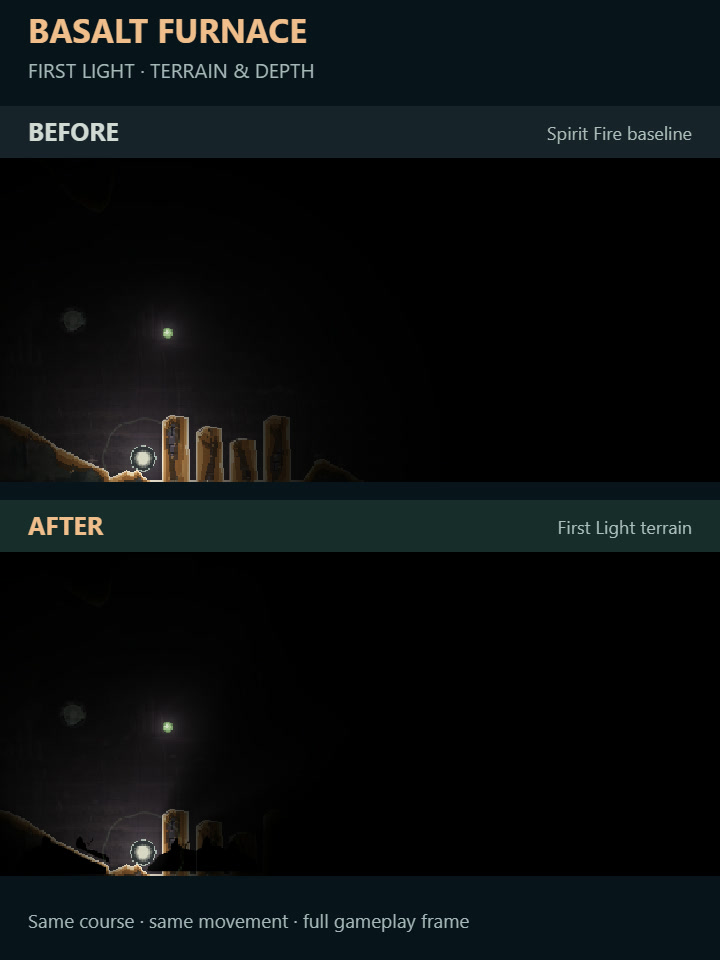 BASALT FURNACE
FIRST LIGHT · TERRAIN & DEPTH
BEFORE
Spirit Fire baseline
AFTER
First Light terrain
Same course · same movement · full gameplay frame